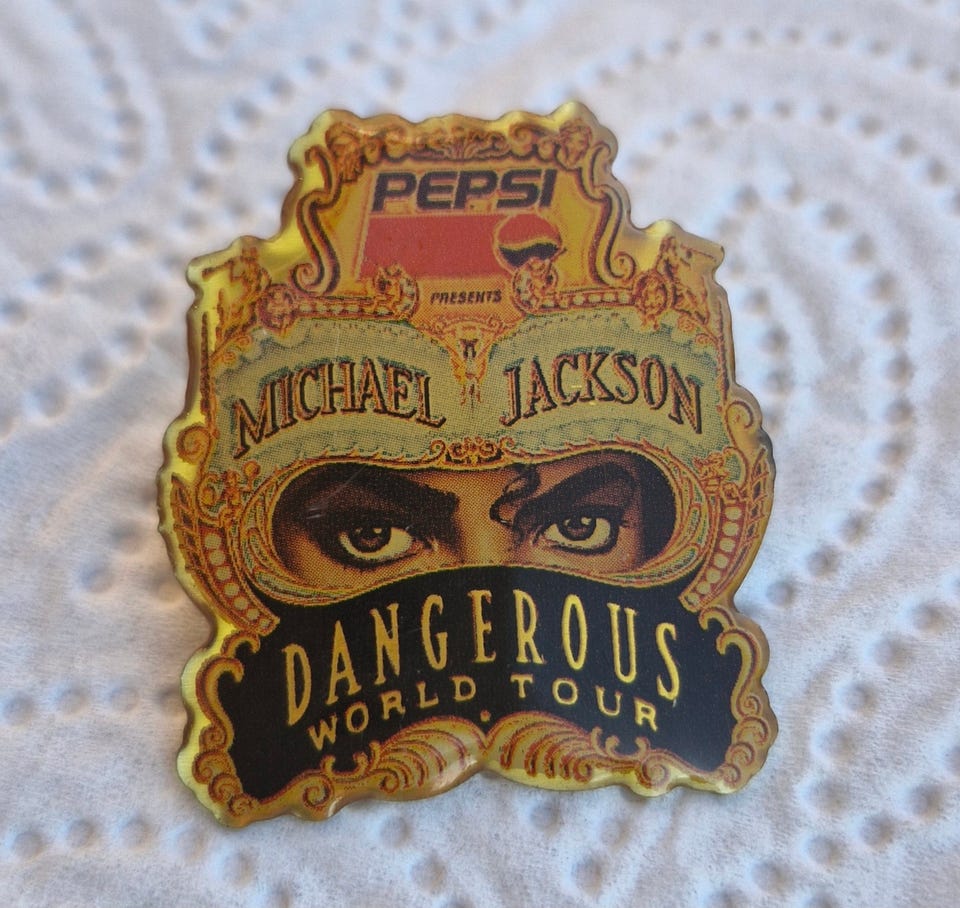 PEPSI
PRESENTS
MICHAEL JACKSON
DANGEROUS
WORLD TOUR